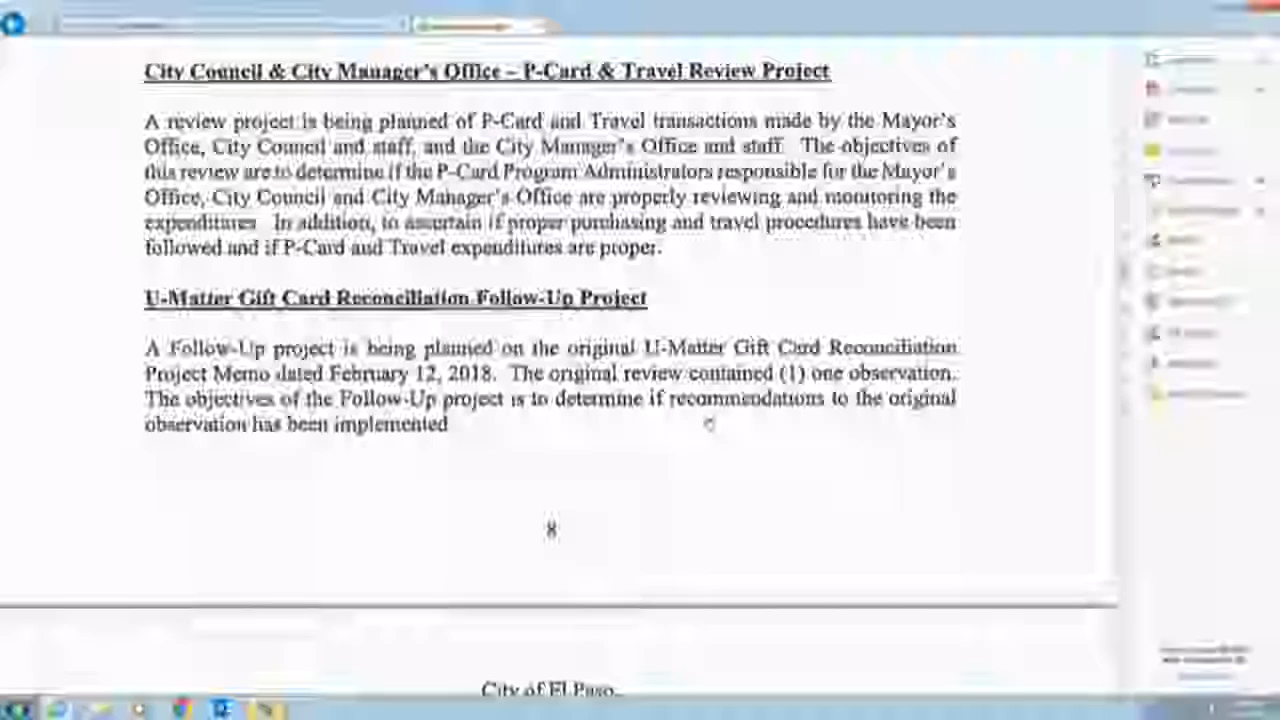 City Council & City Manager's Office – P-Card & Travel Review Project
A review project is being planned of P-Card and Travel transactions made by the Mayor's
Office, City Council and staff, and the City Manager's Office and staff. The objectives of
this review are to determine if the P-Card Program Administrators responsible for the Mayor's
Office, City Council and City Manager's Office are properly reviewing and monitoring the
expenditures. In addition, to ascertain if proper purchasing and travel procedures have been
followed and if P-Card and Travel expenditures are proper.
U-Matter Gift Card Reconciliation Follow-Up Project
A Follow-Up project is being planned on the original U-Matter Gift Card Reconciliation
Project Memo dated February 12, 2018. The original review contained (1) one observation.
The objectives of the Follow-Up project is to determine if recommendations to the original
observation has been implemented
8
City of El Paso